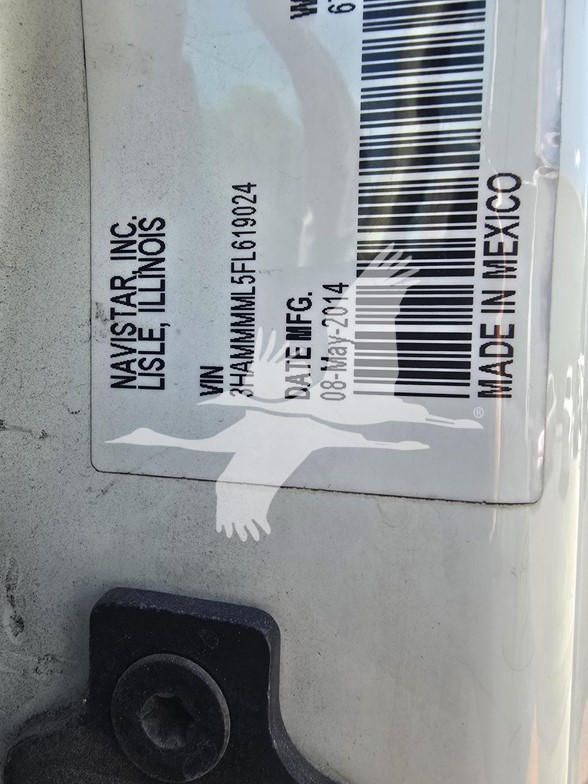 NAVISTAR, INC.
LISLE, ILLINOIS
VIN
3HAMMMML5FL619024
DATE MFG.
08-May-2014
MADE IN MEXICO
®